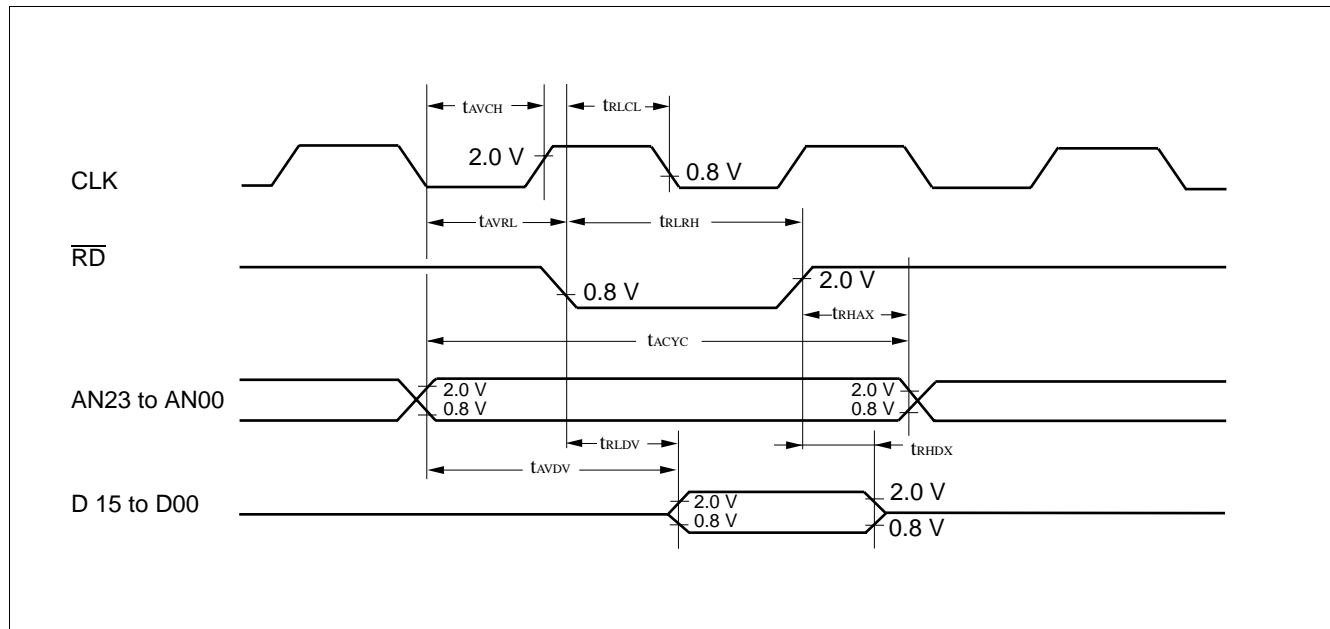 tAVCH
tRLCL
2.0 V
0.8 V
CLK
tAVRL
tRLRH
RD
0.8 V
2.0 V
tRHAX
tACYC
AN23 to AN00
2.0 V
0.8 V
2.0 V
0.8 V
tRLDV
tRHDX
tAVDV
D 15 to D00
2.0 V
0.8 V
2.0 V
0.8 V